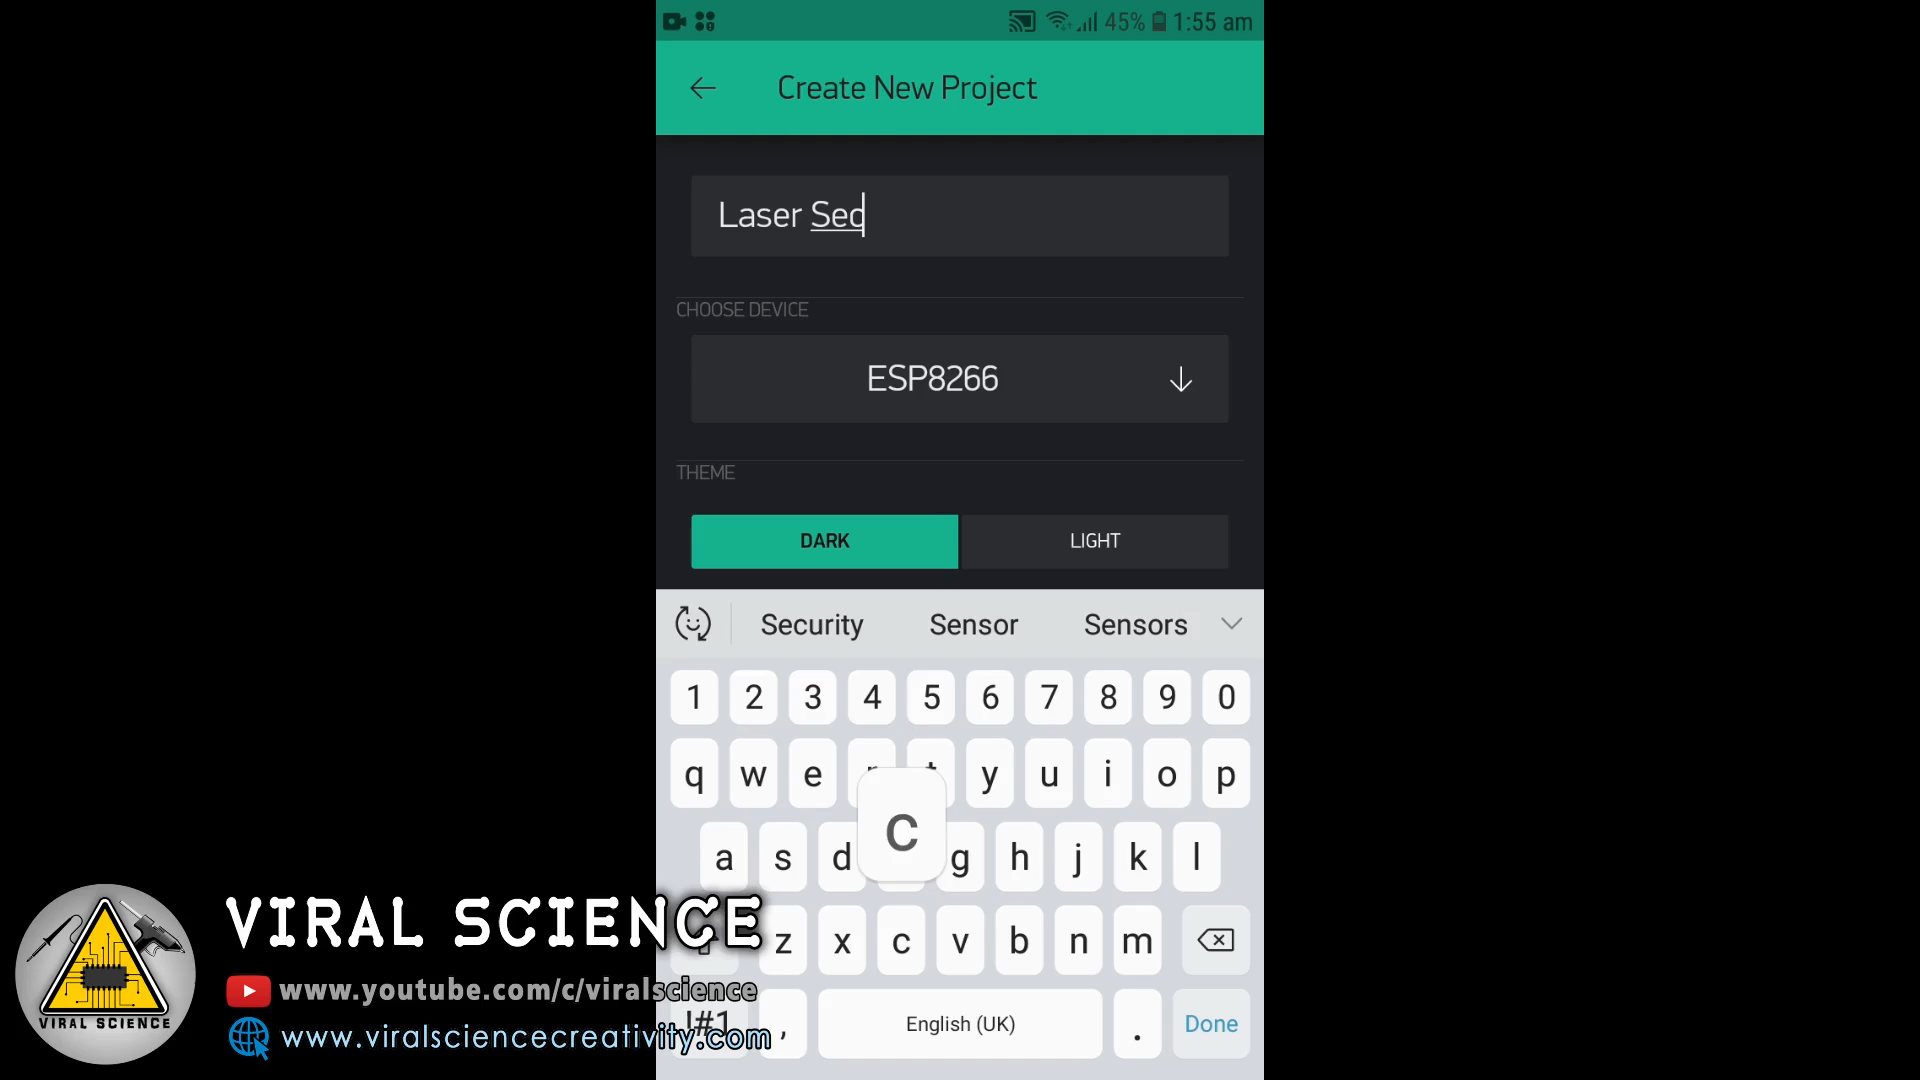 45% 1:55 am
Create New Project
Laser Sec
CHOOSE DEVICE
ESP8266
THEME
DARK LIGHT
Security Sensor Sensors
1 2 3 4 5 6 7 8 9 0
q w e r t y u i o p
a s d c g h j k l
z x c v b n m
!#1 , English (UK) . Done
VIRAL SCIENCE
VIRAL SCIENCE
www.youtube.com/c/viralscience
www.viralsciencecreativity.com